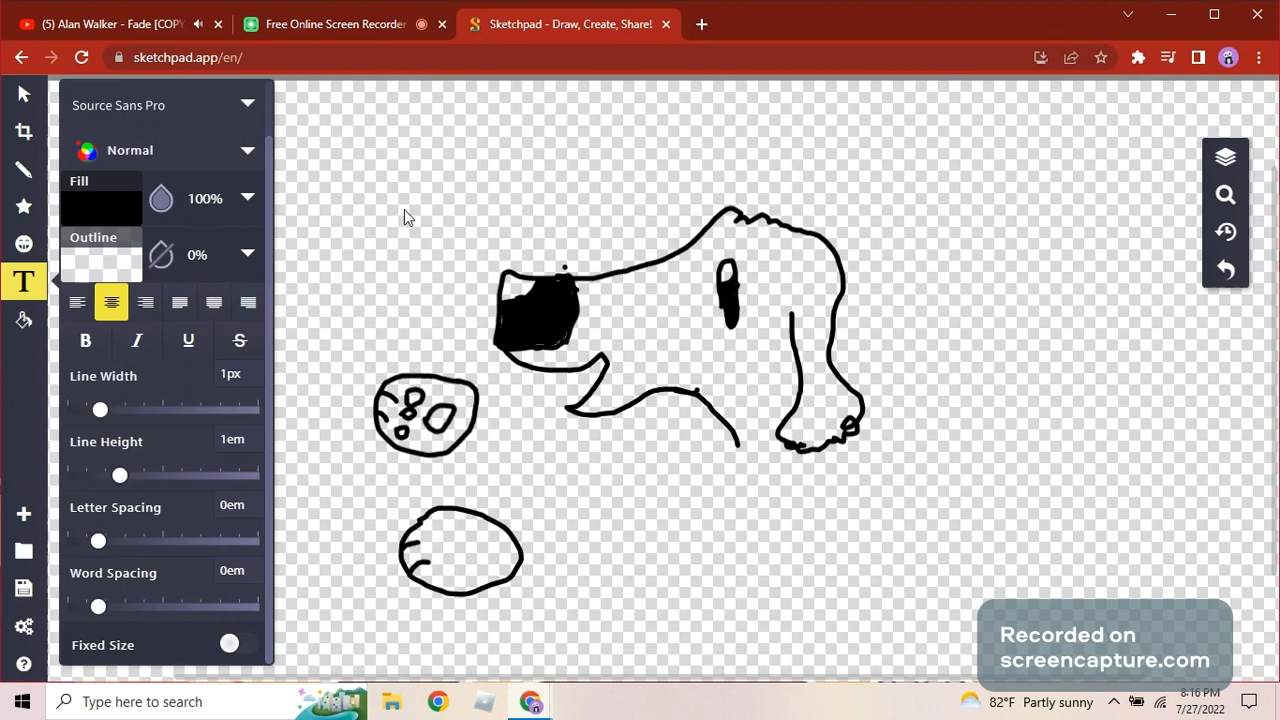 (5) Alan Walker - Fade [COPY
Free Online Screen Recorder
Sketchpad - Draw, Create, Share!
sketchpad.app/en/
Source Sans Pro
Normal
Fill
100%
Outline
0%
T
B I U S
Line Width 1px
Line Height 1em
Letter Spacing 0em
Word Spacing 0em
Fixed Size
Recorded on
screencapture.com
Type here to search
82°F Partly sunny
8:16 PM
7/27/2022